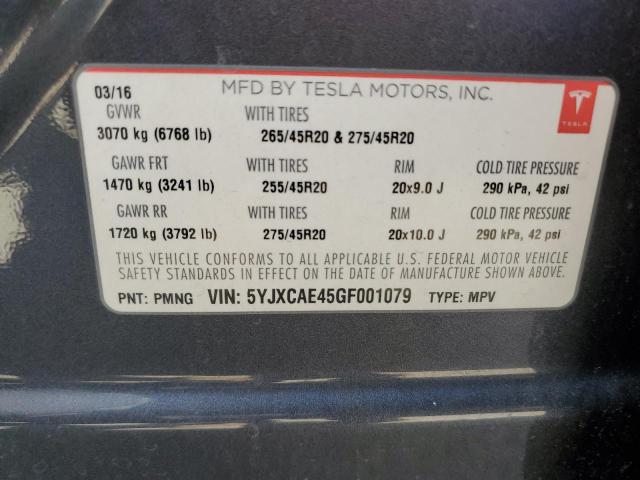 03/16 MFD BY TESLA MOTORS, INC.
TESLA
GVWR WITH TIRES
3070 kg (6768 lb) 265/45R20 & 275/45R20
GAWR FRT WITH TIRES RIM COLD TIRE PRESSURE
1470 kg (3241 lb) 255/45R20 20x9.0 J 290 kPa, 42 psi
GAWR RR WITH TIRES RIM COLD TIRE PRESSURE
1720 kg (3792 lb) 275/45R20 20x10.0 J 290 kPa, 42 psi
THIS VEHICLE CONFORMS TO ALL APPLICABLE U.S. FEDERAL MOTOR VEHICLE
SAFETY STANDARDS IN EFFECT ON THE DATE OF MANUFACTURE SHOWN ABOVE.
PNT: PMNG VIN: 5YJXCAE45GF001079 TYPE: MPV